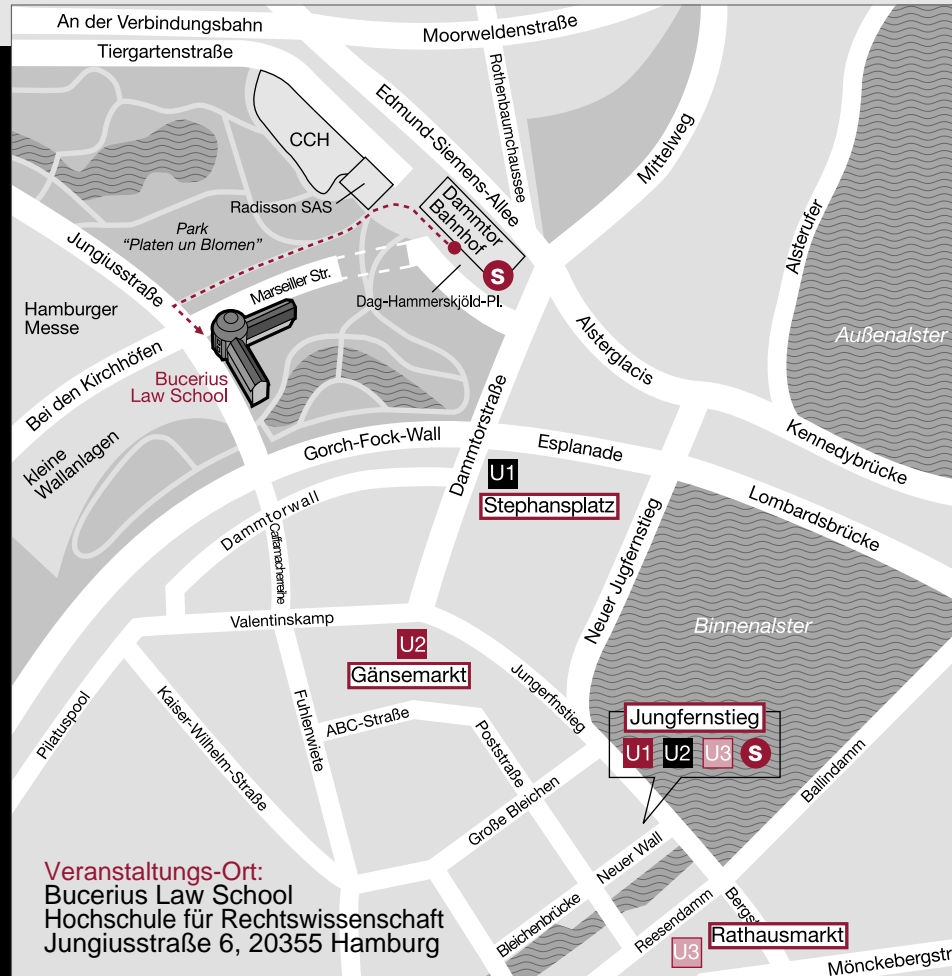 An der Verbindungsbahn
Tiergartenstraße
Moorweldenstraße
Rothenbaumchaussee
Edmund-Siemens-Allee
Mittelweg
Alsterufer
Außenalster
CCH
Radisson SAS
Dammtor
Bahnhof
S
Dag-Hammerskjöld-Pl.
Park
"Platen un Blomen"
Jungiusstraße
Marseiller Str.
Hamburger
Messe
Bei den Kirchhöfen
Bucerius
Law School
kleine
Wallanlagen
Alsterglacis
Kennedybrücke
Lombardsbrücke
Gorch-Fock-Wall
Esplanade
Dammtorstraße
U1
Stephansplatz
Dammtorwall
Caffamacherreihe
Neuer Jugfernstieg
Binnenalster
Valentinskamp
U2
Gänsemarkt
Jungerfnstieg
Jungfernstieg
U1 U2 U3 S
Pilatuspool
Kaiser-Wilhelm-Straße
Fuhlenwiete
ABC-Straße
Poststraße
Große Bleichen
Ballindamm
Neuer Wall
Bleichenbrücke
Reesendamm
Rathausmarkt
U3
Veranstaltungs-Ort:
Bucerius Law School
Hochschule für Rechtswissenschaft
Jungiusstraße 6, 20355 Hamburg